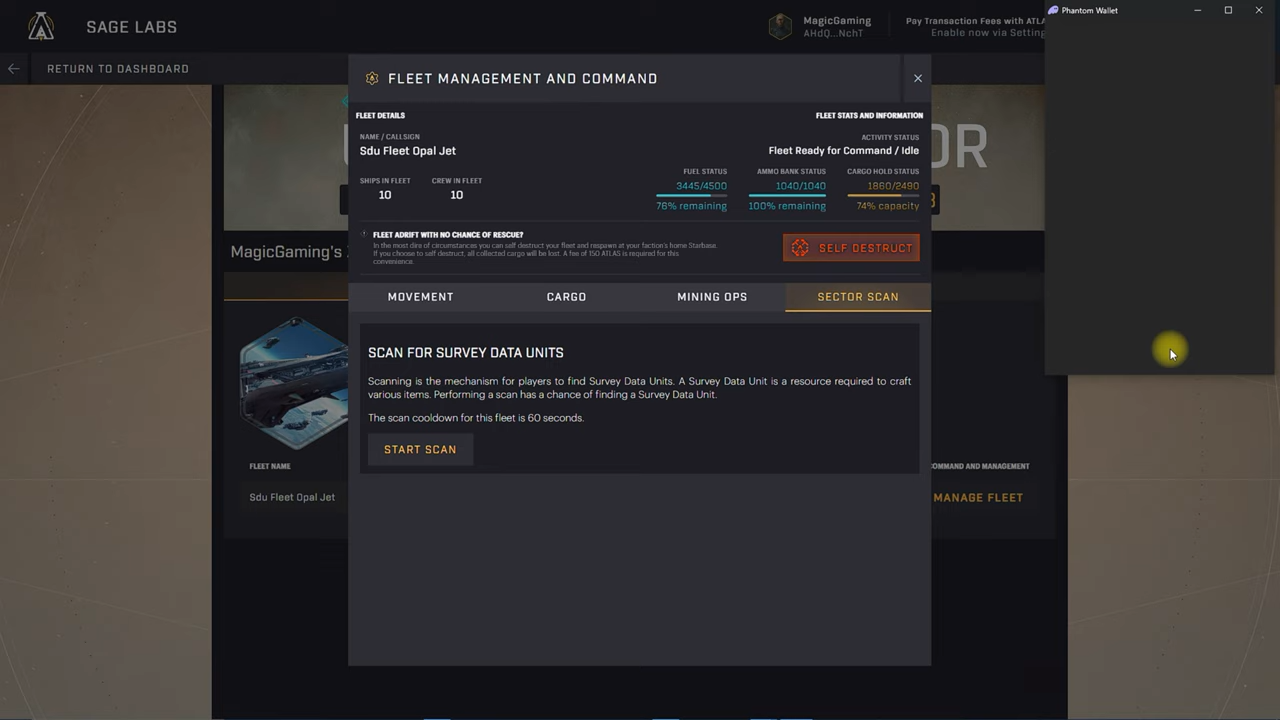 SAGE LABS
MagicGaming
AHdQ...NchT
Pay Transaction Fees with ATLA
Enable now via Setting
Phantom Wallet
RETURN TO DASHBOARD
FLEET MANAGEMENT AND COMMAND
FLEET DETAILS
FLEET STATS AND INFORMATION
NAME / CALLSIGN
ACTIVITY STATUS
Sdu Fleet Opal Jet
Fleet Ready for Command / Idle
SHIPS IN FLEET
CREW IN FLEET
FUEL STATUS
AMMO BANK STATUS
CARGO HOLD STATUS
10
10
3445/4500
1040/1040
1860/2490
76% remaining
100% remaining
74% capacity
FLEET ADRIFT WITH NO CHANCE OF RESCUE?
In the most dire of circumstances you can self destruct your fleet and respawn at your faction's home Starbase.
If you choose to self destruct, all collected cargo will be lost. A fee of 150 ATLAS is required for this
convenience.
SELF DESTRUCT
MagicGaming's
MOVEMENT
CARGO
MINING OPS
SECTOR SCAN
SCAN FOR SURVEY DATA UNITS
Scanning is the mechanism for players to find Survey Data Units. A Survey Data Unit is a resource required to craft
various items. Performing a scan has a chance of finding a Survey Data Unit.
The scan cooldown for this fleet is 60 seconds.
START SCAN
FLEET NAME
COMMAND AND MANAGEMENT
Sdu Fleet Opal Jet
MANAGE FLEET